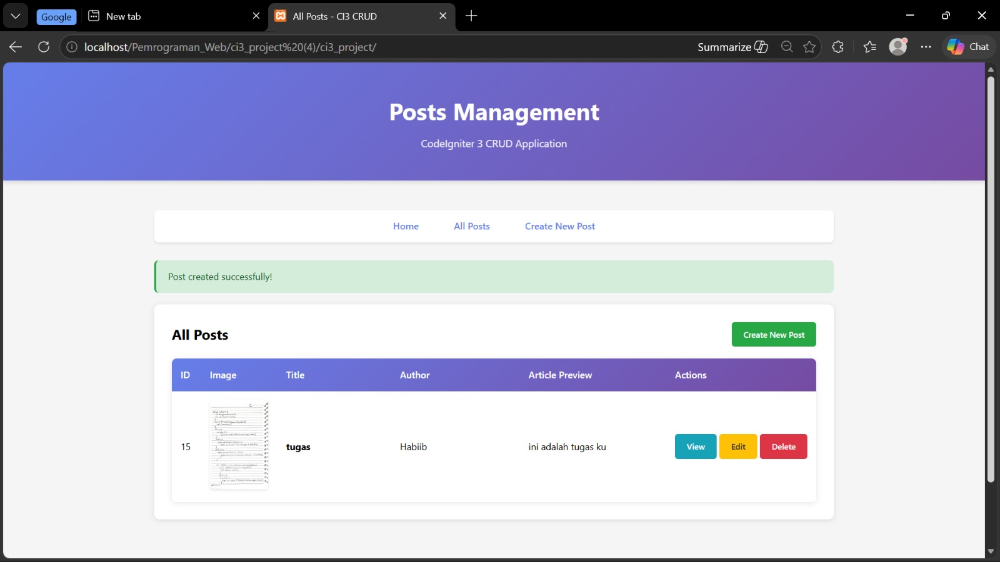 Google
New tab
All Posts - CI3 CRUD
localhost/Pemrograman_Web/ci3_project%20(4)/ci3_project/
Summarize
Chat
Posts Management
CodeIgniter 3 CRUD Application
Home
All Posts
Create New Post
Post created successfully!
All Posts
Create New Post
ID
Image
Title
Author
Article Preview
Actions
15
tugas
Habiib
ini adalah tugas ku
View
Edit
Delete